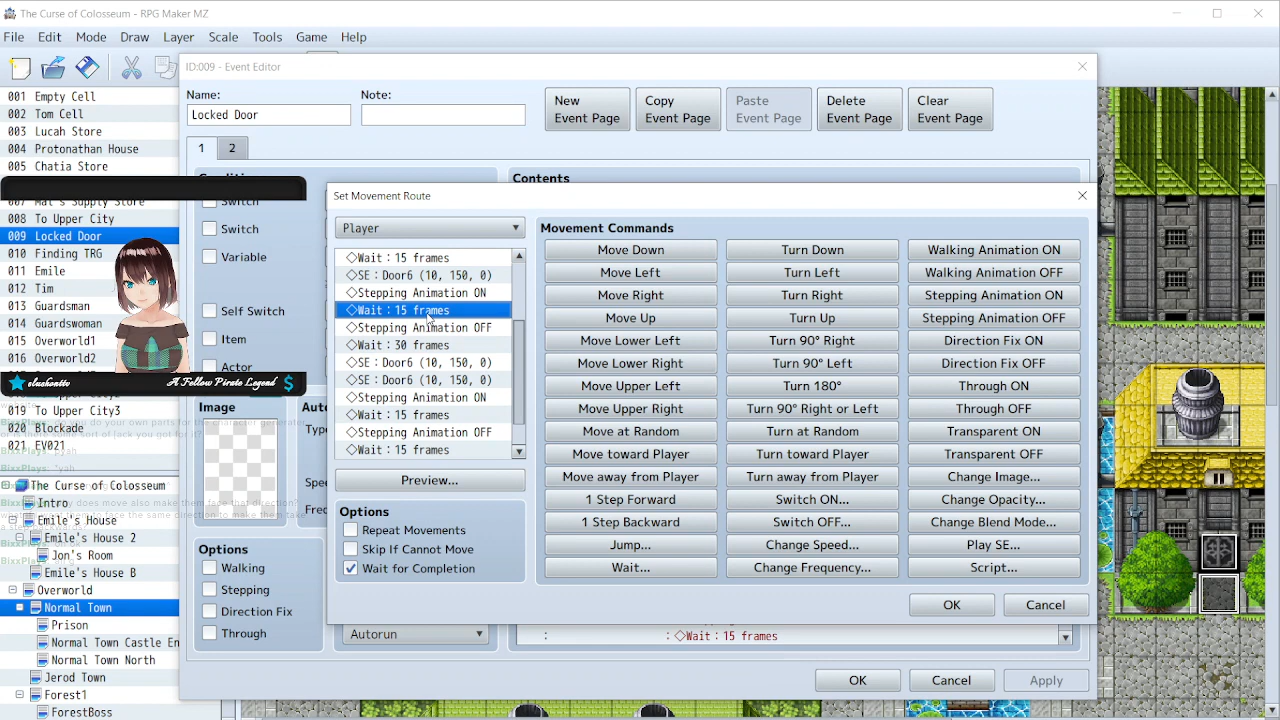 The Curse of Colosseum - RPG Maker MZ
File Edit Mode Draw Layer Scale Tools Game Help
ID:009 - Event Editor
Name:
Note:
Locked Door
New Event Page
Copy Event Page
Paste Event Page
Delete Event Page
Clear Event Page
1 2
Contents
001 Empty Cell
002 Tom Cell
003 Lucah Store
004 Protonathan House
005 Chatia Store
008 To Upper City
009 Locked Door
010 Finding TRG
011 Emile
012 Tim
013 Guardsman
014 Guardswoman
015 Overworld1
016 Overworld2
019 To Upper City3
020 Blockade
021 EV021
A Follow Pirate Legend $
The Curse of Colosseum
Intro
Emile's House
Emile's House 2
Jon's Room
Emile's House B
Overworld
Normal Town
Prison
Normal Town Castle En
Normal Town North
Jerod Town
Forest1
ForestBoss
Switch
Switch
Variable
Self Switch
Item
Actor
Image
Options
Walking
Stepping
Direction Fix
Through
Autorun
Set Movement Route
Player
◇Wait：15 frames
◇SE：Door6 (10, 150, 0)
◇Stepping Animation ON
◇Wait：15 frames
◇Stepping Animation OFF
◇Wait：30 frames
◇SE：Door6 (10, 150, 0)
◇SE：Door6 (10, 150, 0)
◇Stepping Animation ON
◇Wait：15 frames
◇Stepping Animation OFF
◇Wait：15 frames
Preview...
Options
Repeat Movements
Skip If Cannot Move
Wait for Completion
Movement Commands
Move Down Turn Down Walking Animation ON
Move Left Turn Left Walking Animation OFF
Move Right Turn Right Stepping Animation ON
Move Up Turn Up Stepping Animation OFF
Move Lower Left Turn 90° Right Direction Fix ON
Move Lower Right Turn 90° Left Direction Fix OFF
Move Upper Left Turn 180° Through ON
Move Upper Right Turn 90° Right or Left Through OFF
Move at Random Turn at Random Transparent ON
Move toward Player Turn toward Player Transparent OFF
Move away from Player Turn away from Player Change Image...
1 Step Forward Switch ON... Change Opacity...
1 Step Backward Switch OFF... Change Blend Mode...
Jump... Change Speed... Play SE...
Wait... Change Frequency... Script...
OK Cancel
: :◇Wait：15 frames
OK Cancel Apply